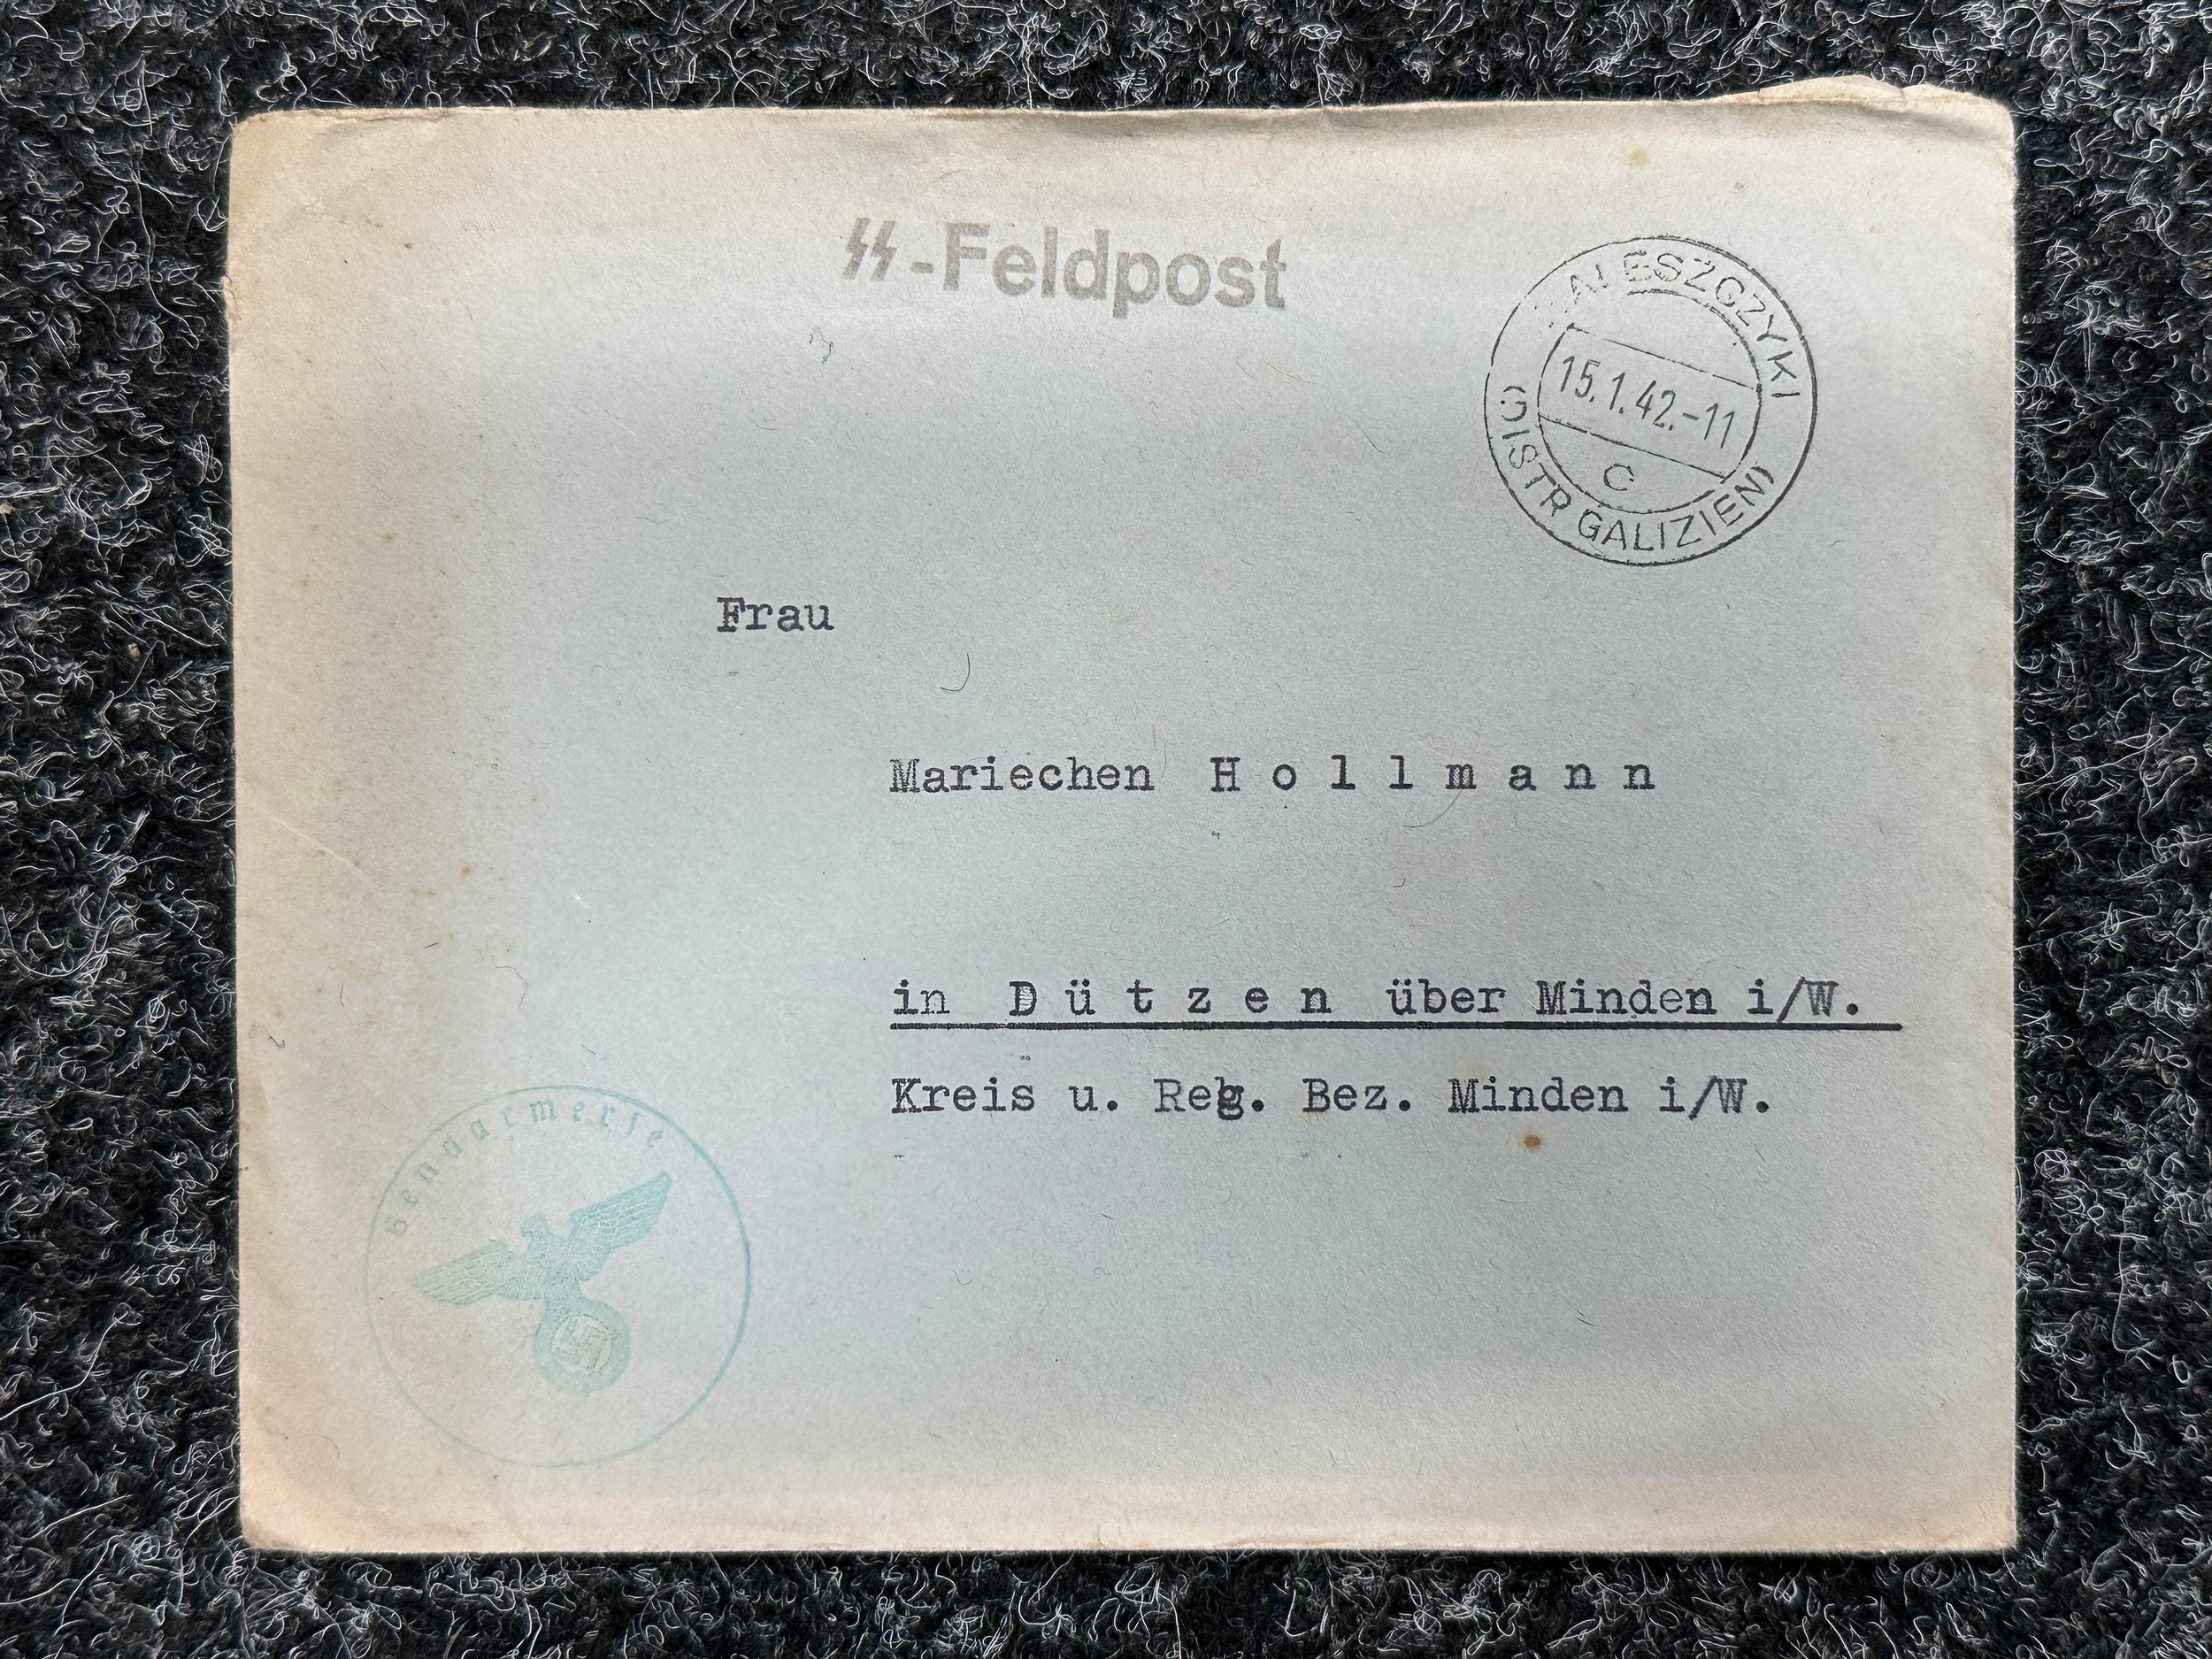 ᛋᛋ-Feldpost
ZALESZCZYKI
15.1.42.-11
c
(DISTR GALIZIEN)
Frau
Mariechen H o l l m a n n
in D ü t z e n über Minden i/W.
Kreis u. Reg. Bez. Minden i/W.
Gendarmerie